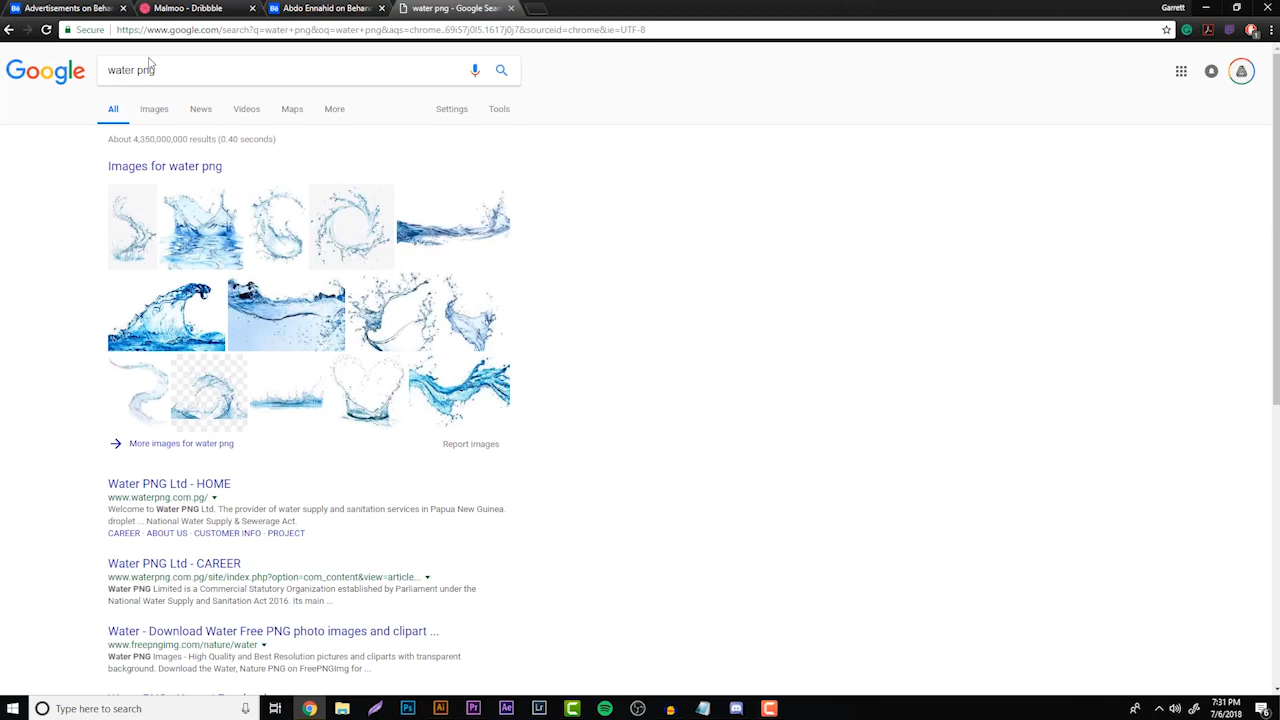 Advertisements on Behan
Malmoo - Dribbble
Abdo Ennahid on Behan
water png - Google Sear
Garrett
Secure
https://www.google.com/search?q=water+png&oq=water+png&aqs=chrome..69i57j0l5.1617j0j7&sourceid=chrome&ie=UTF-8
Google
water png
All Images News Videos Maps More Settings Tools
About 4,350,000,000 results (0.40 seconds)
Images for water png
More images for water png
Report images
Water PNG Ltd - HOME
www.waterpng.com.pg/
Welcome to Water PNG Ltd. The provider of water supply and sanitation services in Papua New Guinea.
droplet ... National Water Supply & Sewerage Act.
CAREER · ABOUT US · CUSTOMER INFO · PROJECT
Water PNG Ltd - CAREER
www.waterpng.com.pg/site/index.php?option=com_content&view=article...
Water PNG Limited is a Commercial Statutory Organization established by Parliament under the
National Water Supply and Sanitation Act 2016. Its main ...
Water - Download Water Free PNG photo images and clipart ...
www.freepngimg.com/nature/water
Water PNG Images - High Quality and Best Resolution pictures and cliparts with transparent
background. Download the Water, Nature PNG on FreePNGImg for ...
Type here to search
Ps
Ai
Pr
Ae
Lr
7:31 PM
7/6/2018
6